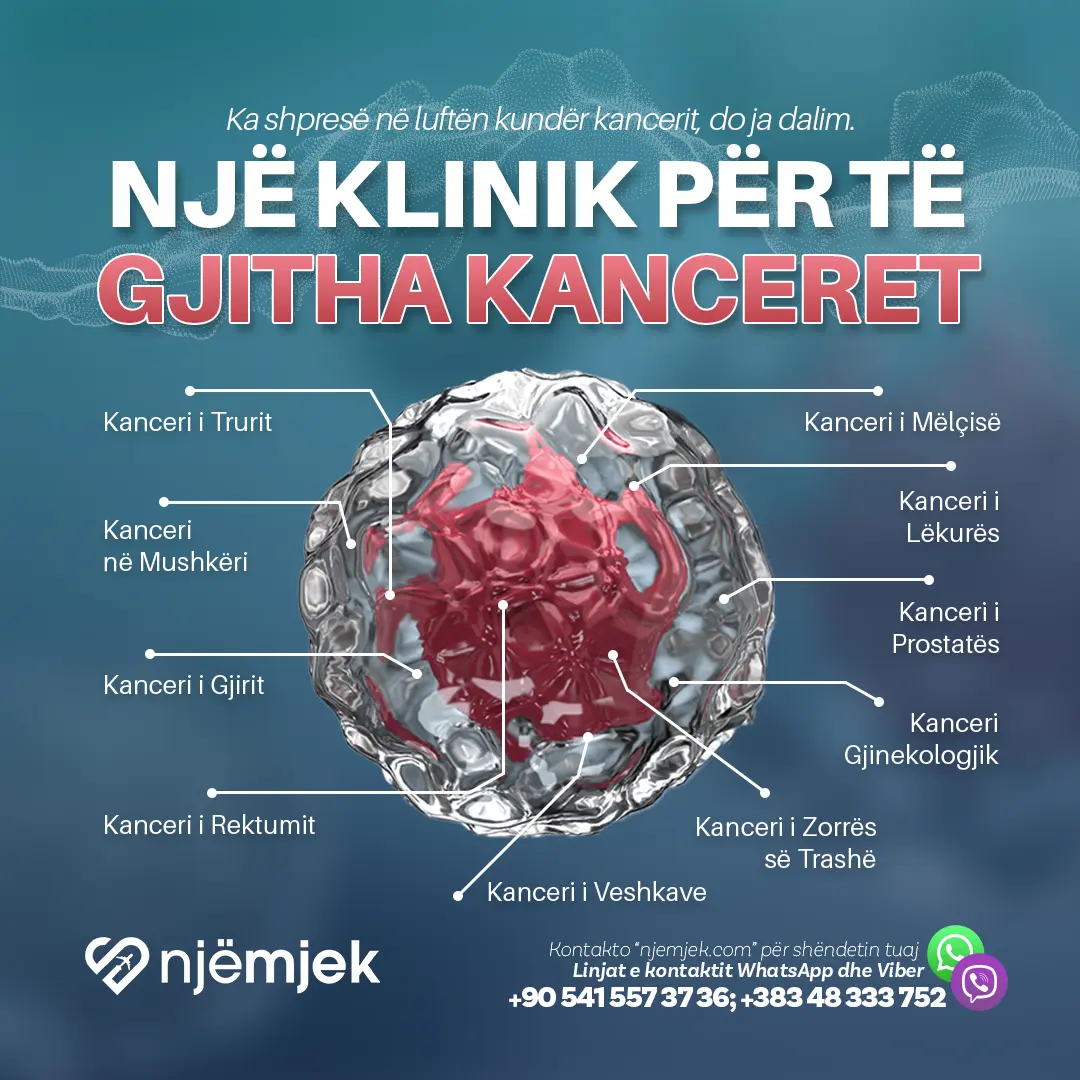 Ka shpresë në luftën kundër kancerit, do ja dalim.
NJË KLINIK PËR TË
GJITHA KANCERET
Kanceri i Trurit
Kanceri i Mëlçisë
Kanceri i
Lëkurës
Kanceri
në Mushkëri
Kanceri i
Prostatës
Kanceri i Gjirit
Kanceri
Gjinekologjik
Kanceri i Rektumit
Kanceri i Zorrës
së Trashë
Kanceri i Veshkave
njëmjek
Kontakto "njemjek.com" për shëndetin tuaj
Linjat e kontaktit WhatsApp dhe Viber
+90 541 557 37 36; +383 48 333 752